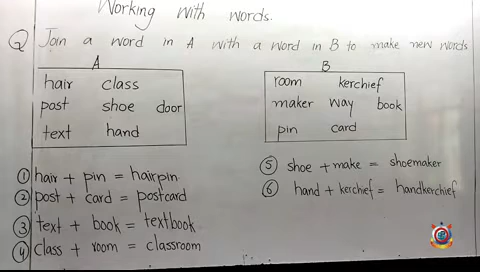 Working with words.
Q Join a word in A with a word in B to make new words
A
hair class
post shoe door
text hand
B
room kerchief
maker way book
pin card
① hair + pin = hairpin
② post + card = postcard
③ text + book = textbook
④ class + room = classroom
⑤ shoe + make = shoemaker
⑥ hand + kerchief = handkerchief